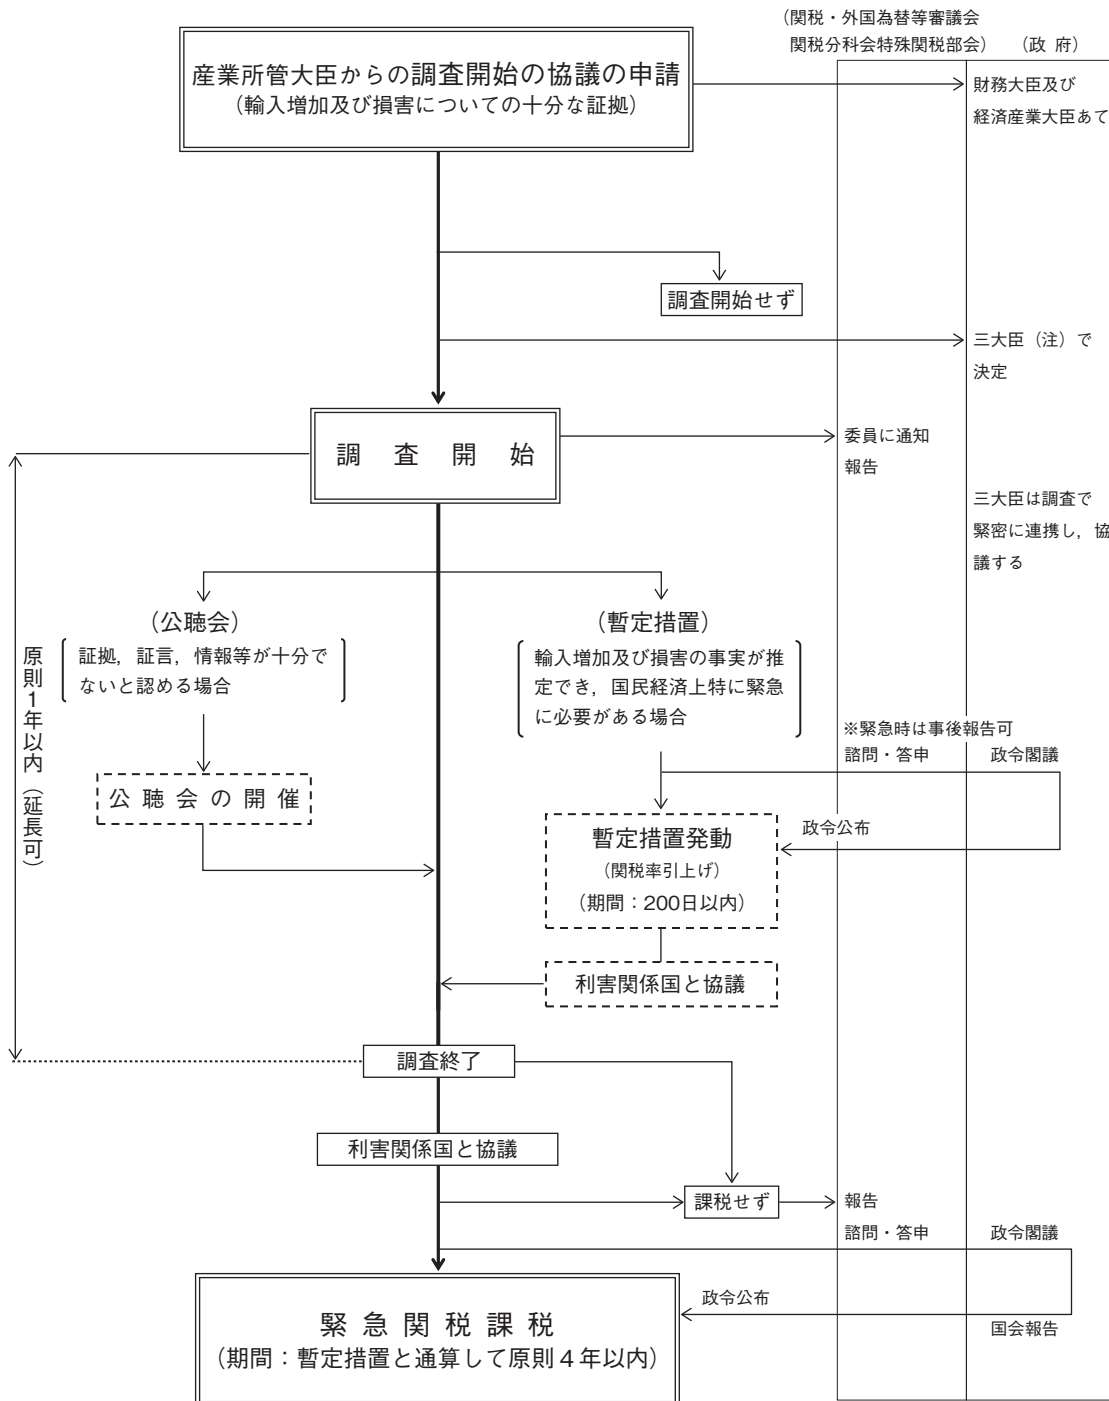 （関税・外国為替等審議会
関税分科会特殊関税部会）　（政 府）
産業所管大臣からの調査開始の協議の申請
（輸入増加及び損害についての十分な証拠）
財務大臣及び
経済産業大臣あて
調査開始せず
三大臣（注）で
決定
調　査　開　始
委員に通知
報告
三大臣は調査で
緊密に連携し，協
議する
原則１年以内（延長可）
（公聴会）
証拠，証言，情報等が十分で
ないと認める場合
（暫定措置）
輸入増加及び損害の事実が推
定でき，国民経済上特に緊急
に必要がある場合
※緊急時は事後報告可
諮問・答申　政令閣議
公 聴 会 の 開 催
政令公布
暫定措置発動
（関税率引上げ）
（期間：200日以内）
利害関係国と協議
調査終了
利害関係国と協議
課税せず
報告
諮問・答申　政令閣議
政令公布
国会報告
緊 急 関 税 課 税
（期間：暫定措置と通算して原則４年以内）